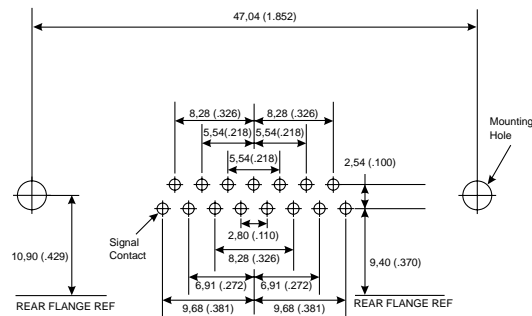 47,04 (1.852)
8,28 (.326)
8,28 (.326)
5,54(.218)
5,54(.218)
5,54(.218)
Mounting
Hole
2,54 (.100)
Signal
Contact
2,80 (.110)
8,28 (.326)
10,90 (.429)
9,40 (.370)
6,91 (.272)
6,91 (.272)
REAR FLANGE REF
REAR FLANGE REF
9,68 (.381)
9,68 (.381)